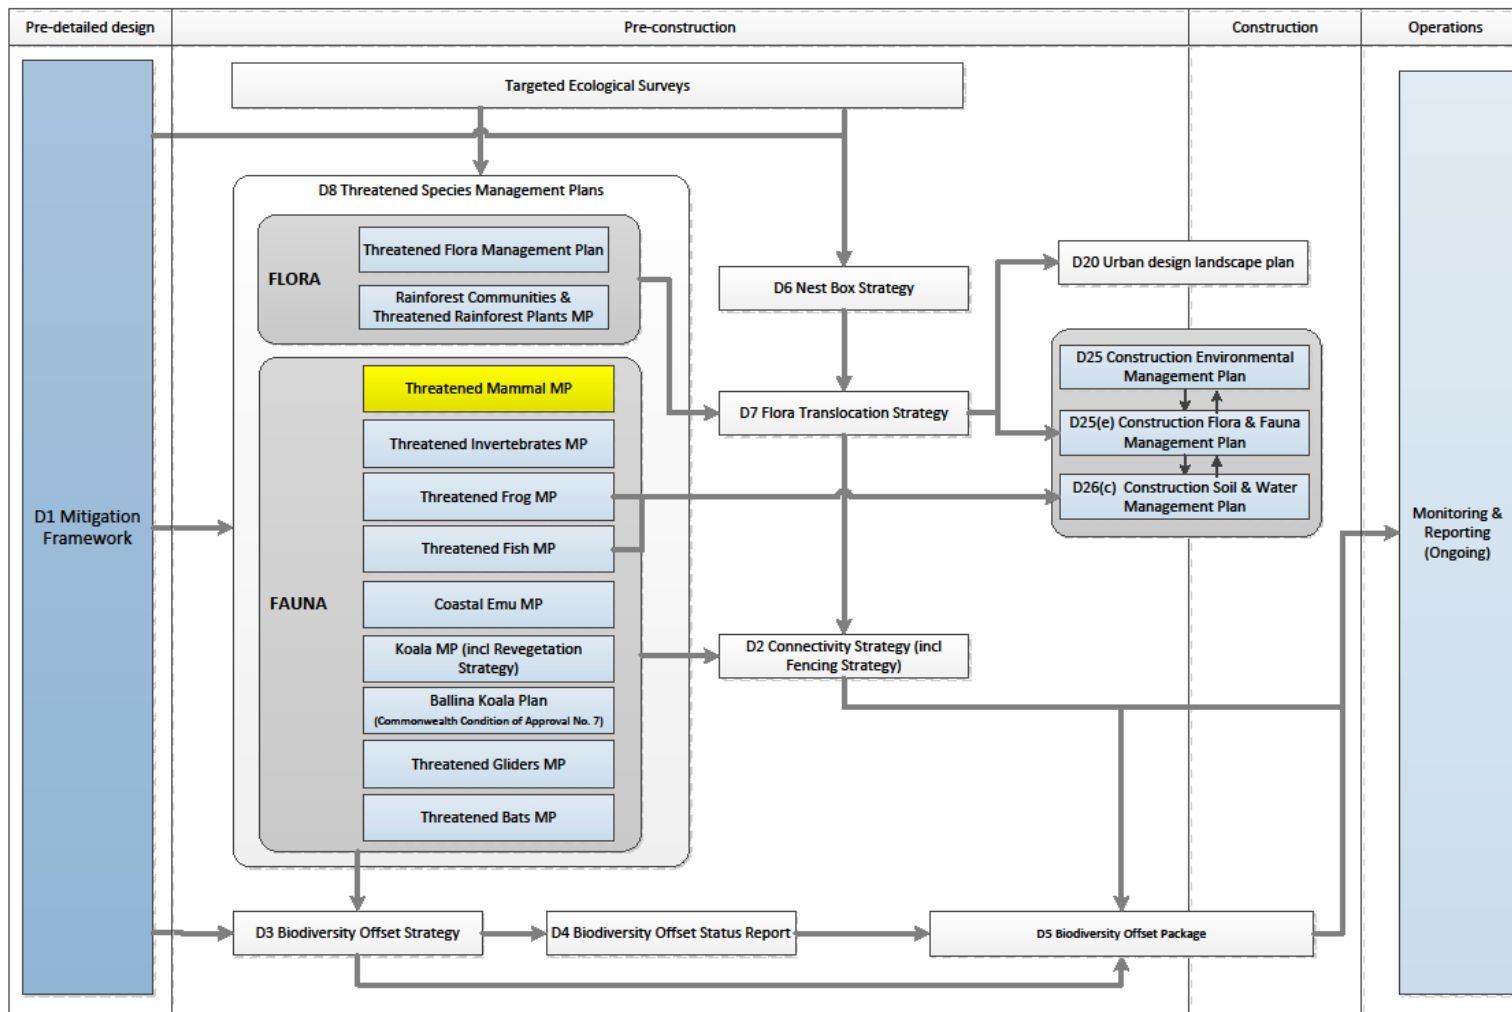 Pre-detailed design
Pre-construction
Construction
Operations
Targeted Ecological Surveys
D1 Mitigation
Framework
D8 Threatened Species Management Plans
FLORA
Threatened Flora Management Plan
Rainforest Communities &
Threatened Rainforest Plants MP
FAUNA
Threatened Mammal MP
Threatened Invertebrates MP
Threatened Frog MP
Threatened Fish MP
Coastal Emu MP
Koala MP (incl Revegetation
Strategy)
Ballina Koala Plan
(Commonwealth Condition of Approval No. 7)
Threatened Gliders MP
Threatened Bats MP
D6 Nest Box Strategy
D7 Flora Translocation Strategy
D2 Connectivity Strategy (incl
Fencing Strategy)
D20 Urban design landscape plan
D25 Construction Environmental
Management Plan
D25(e) Construction Flora & Fauna
Management Plan
D26(c)  Construction Soil & Water
Management Plan
Monitoring &
Reporting
(Ongoing)
D3 Biodiversity Offset Strategy
D4 Biodiversity Offset Status Report
D5 Biodiversity Offset Package